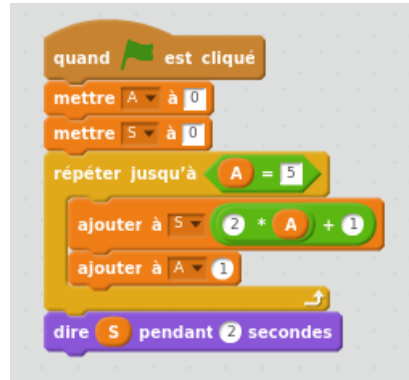 quand est cliqué
mettre A à 0
mettre S à 0
répéter jusqu'à A = 5
ajouter à S 2 * A + 1
ajouter à A 1
dire S pendant 2 secondes